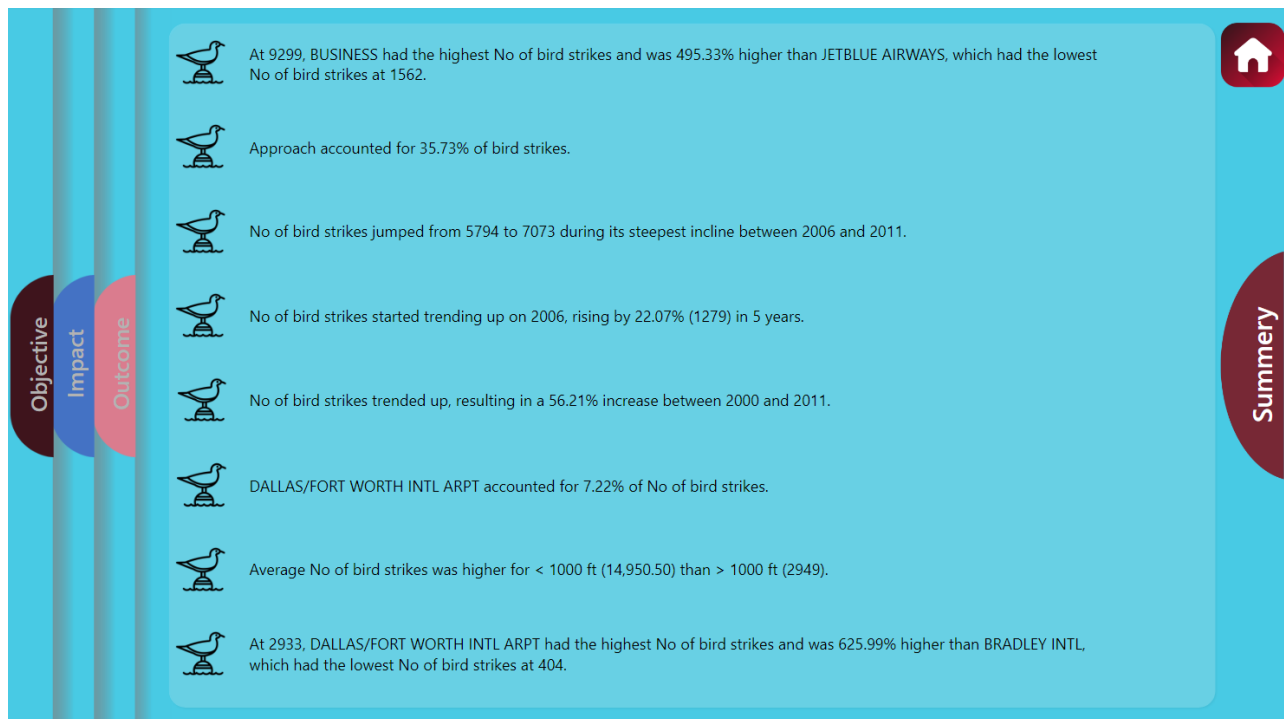 At 9299, BUSINESS had the highest No of bird strikes and was 495.33% higher than JETBLUE AIRWAYS, which had the lowest
No of bird strikes at 1562.
Approach accounted for 35.73% of bird strikes.
No of bird strikes jumped from 5794 to 7073 during its steepest incline between 2006 and 2011.
No of bird strikes started trending up on 2006, rising by 22.07% (1279) in 5 years.
No of bird strikes trended up, resulting in a 56.21% increase between 2000 and 2011.
DALLAS/FORT WORTH INTL ARPT accounted for 7.22% of No of bird strikes.
Average No of bird strikes was higher for < 1000 ft (14,950.50) than > 1000 ft (2949).
At 2933, DALLAS/FORT WORTH INTL ARPT had the highest No of bird strikes and was 625.99% higher than BRADLEY INTL,
which had the lowest No of bird strikes at 404.
Objective
Impact
Outcome
Summery